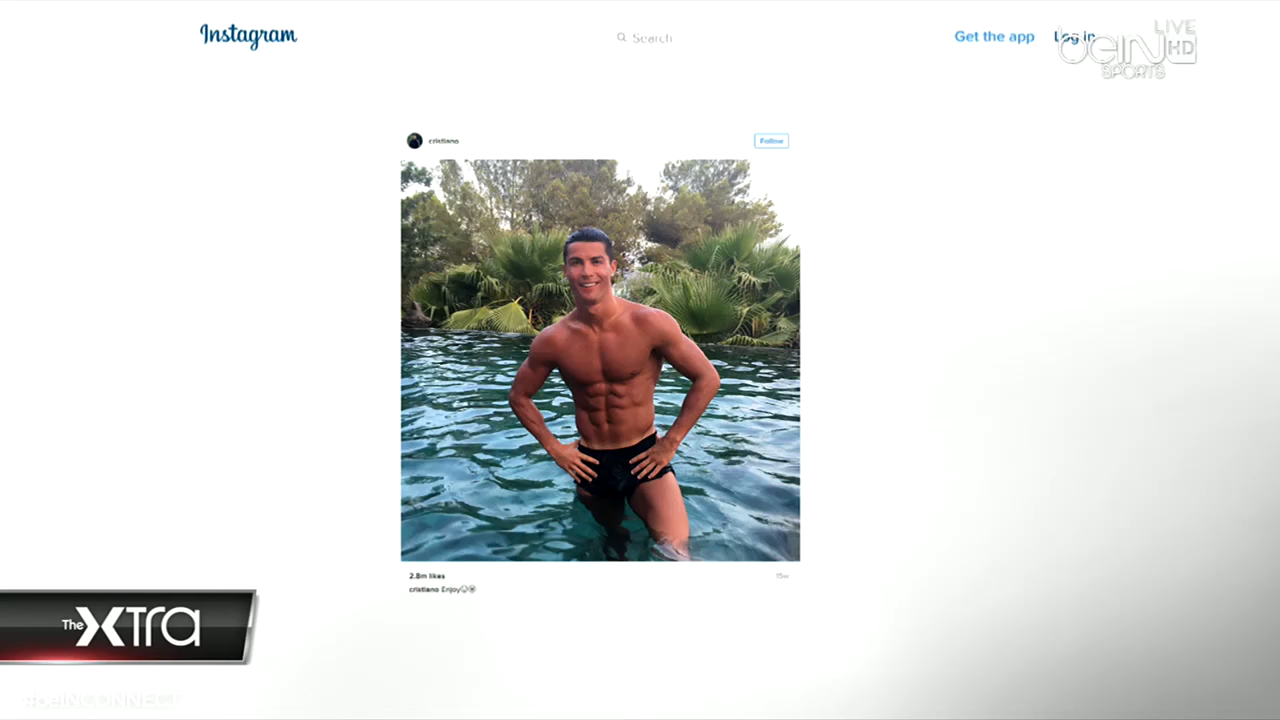 Instagram
Search
Get the app
Log in
LIVE
beIN HD
SPORTS
cristiano
Follow
2.8m likes
15w
cristiano Enjoy
The XTra
#beINCONNECT